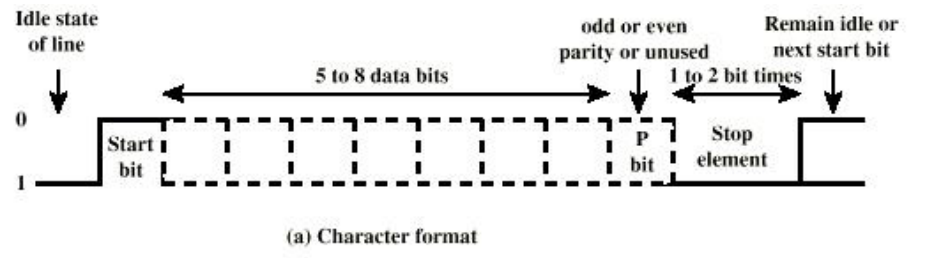 Idle state
of line
odd or even
parity or unused
Remain idle or
next start bit
5 to 8 data bits
1 to 2 bit times
0
Start
bit
P
bit
Stop
element
1
(a) Character format